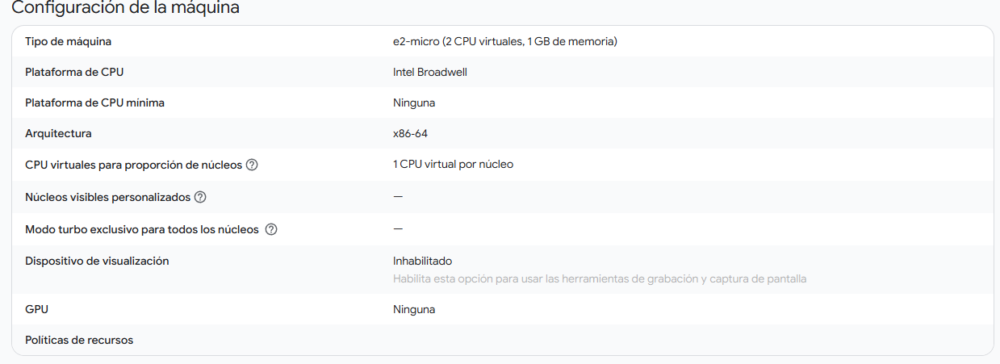 Configuración de la máquina
Tipo de máquina e2-micro (2 CPU virtuales, 1 GB de memoria)
Plataforma de CPU Intel Broadwell
Plataforma de CPU mínima Ninguna
Arquitectura x86-64
CPU virtuales para proporción de núcleos ? 1 CPU virtual por núcleo
Núcleos visibles personalizados ? —
Modo turbo exclusivo para todos los núcleos ? —
Dispositivo de visualización Inhabilitado
Habilita esta opción para usar las herramientas de grabación y captura de pantalla
GPU Ninguna
Políticas de recursos